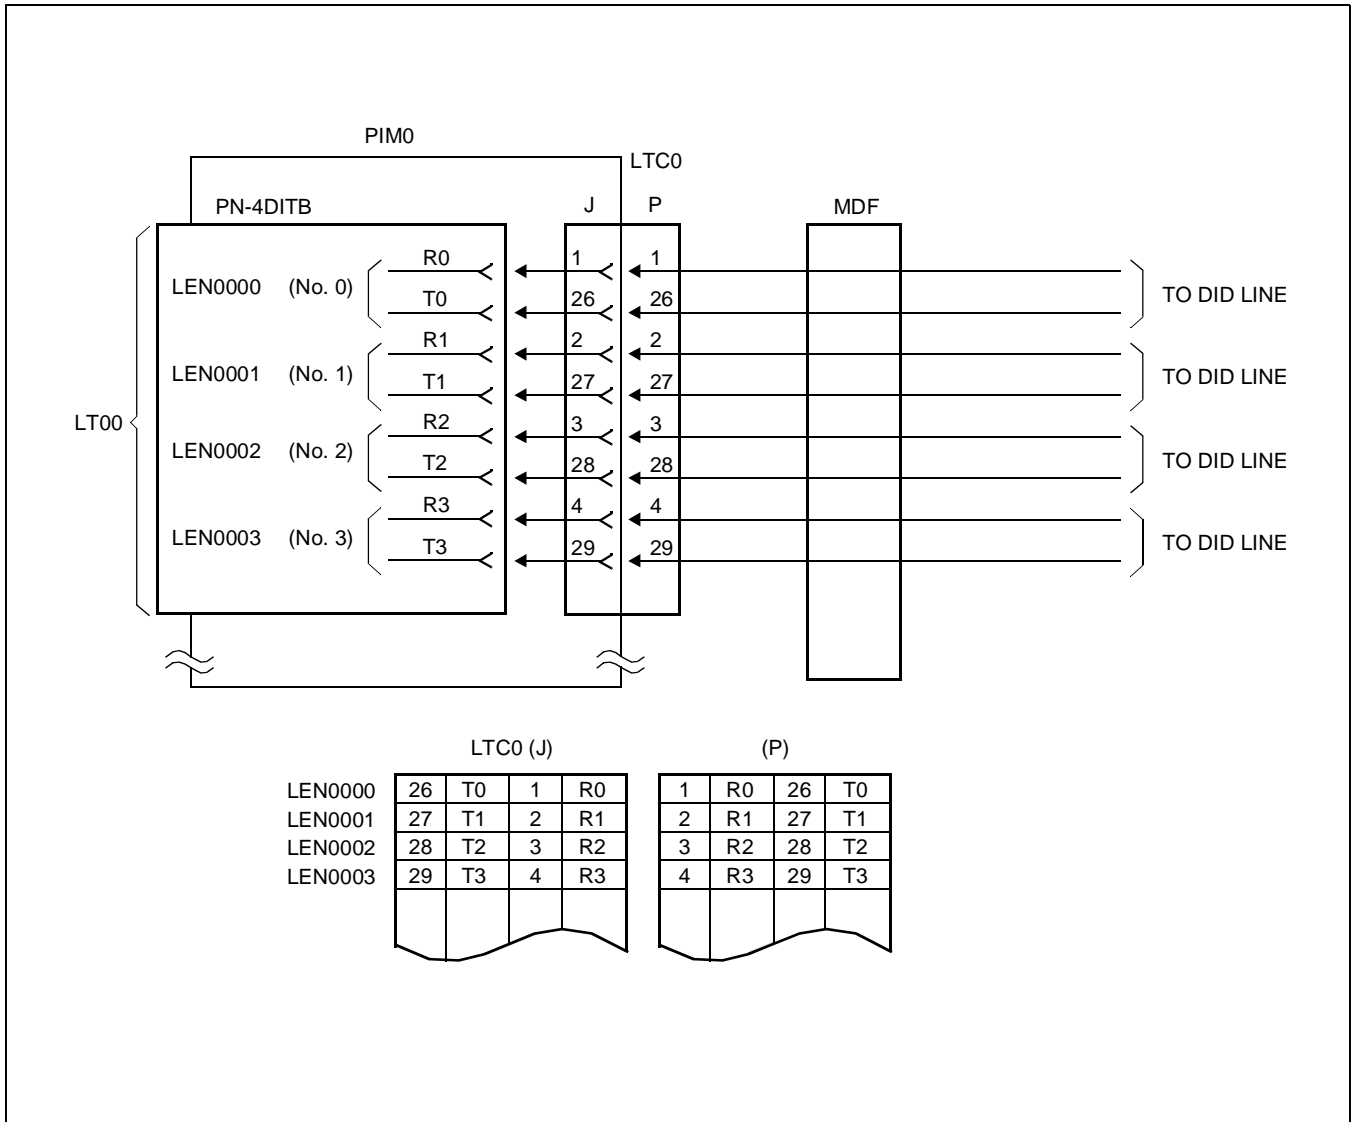 PIM0
LTC0
PN-4DITB J P MDF
R0 1 1
LEN0000 (No. 0) TO DID LINE
T0 26 26
R1 2 2
LEN0001 (No. 1) TO DID LINE
T1 27 27
LT00
R2 3 3
LEN0002 (No. 2) TO DID LINE
T2 28 28
R3 4 4
LEN0003 (No. 3) TO DID LINE
T3 29 29
LTC0 (J) (P)
LEN0000 26 T0 1 R0 1 R0 26 T0
LEN0001 27 T1 2 R1 2 R1 27 T1
LEN0002 28 T2 3 R2 3 R2 28 T2
LEN0003 29 T3 4 R3 4 R3 29 T3